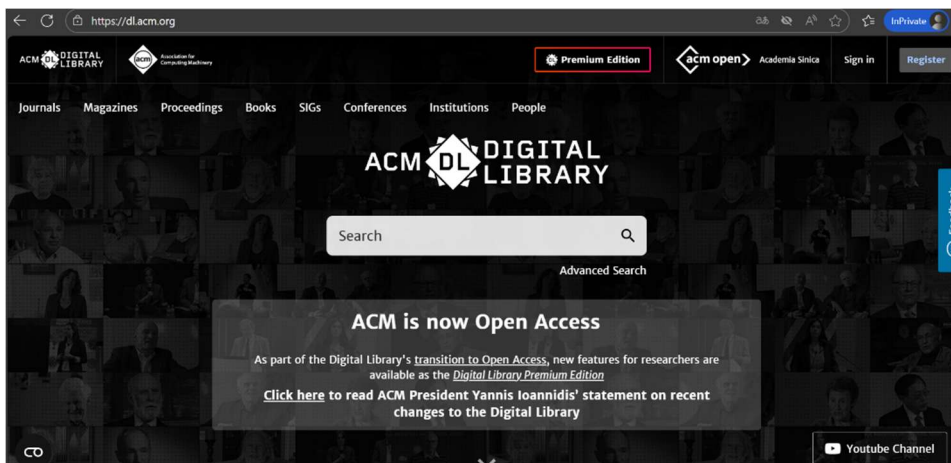 https://dl.acm.org
InPrivate
ACM DL DIGITAL LIBRARY
acm Association for Computing Machinery
Premium Edition
acm open
Academia Sinica
Sign in
Register
Journals Magazines Proceedings Books SIGs Conferences Institutions People
ACM DL DIGITAL LIBRARY
Search
Advanced Search
ACM is now Open Access
As part of the Digital Library's transition to Open Access, new features for researchers are
available as the Digital Library Premium Edition
Click here to read ACM President Yannis Ioannidis' statement on recent
changes to the Digital Library
Youtube Channel